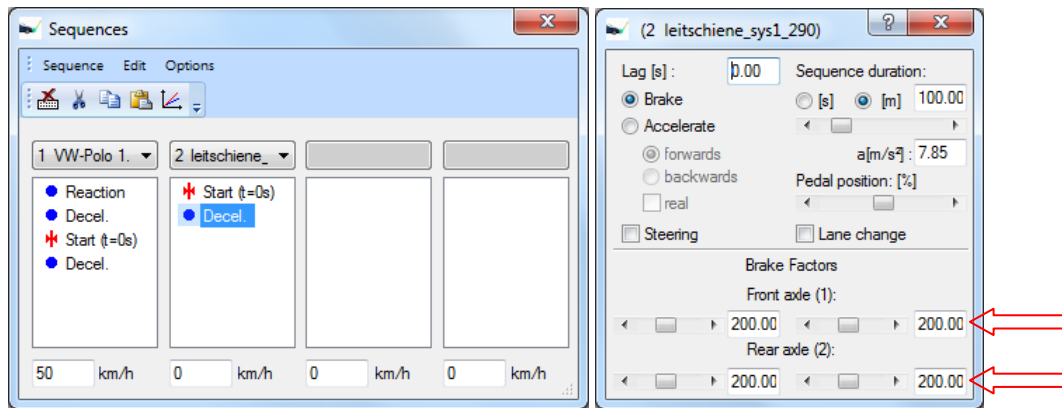 Sequences
Sequence Edit Options
1 VW-Polo 1. 2 leitschiene_
Reaction
Decel.
Start (t=0s)
Decel.
Start (t=0s)
Decel.
50 km/h 0 km/h 0 km/h 0 km/h
(2 leitschiene_sys1_290)
Lag [s] : 0.00 Sequence duration:
Brake [s] [m] 100.00
Accelerate
forwards a[m/s²] : 7.85
backwards Pedal position: [%]
real
Steering Lane change
Brake Factors
Front axle (1):
200.00 200.00
Rear axle (2):
200.00 200.00